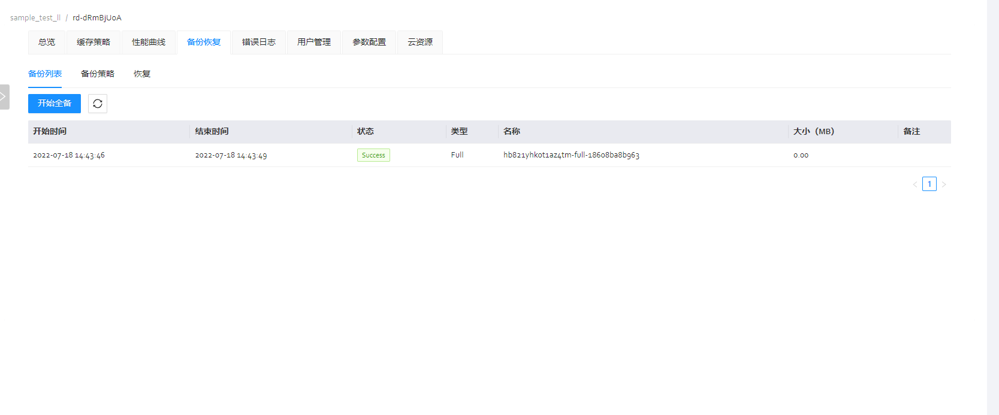 sample_test_ll / rd-dRmBjUoA
总览 缓存策略 性能曲线 备份恢复 错误日志 用户管理 参数配置 云资源
备份列表 备份策略 恢复
开始全备
开始时间 结束时间 状态 类型 名称 大小（MB） 备注
2022-07-18 14:43:46 2022-07-18 14:43:49 Success Full hb821yhk0t1az4tm-full-18608ba8b963 0.00
1